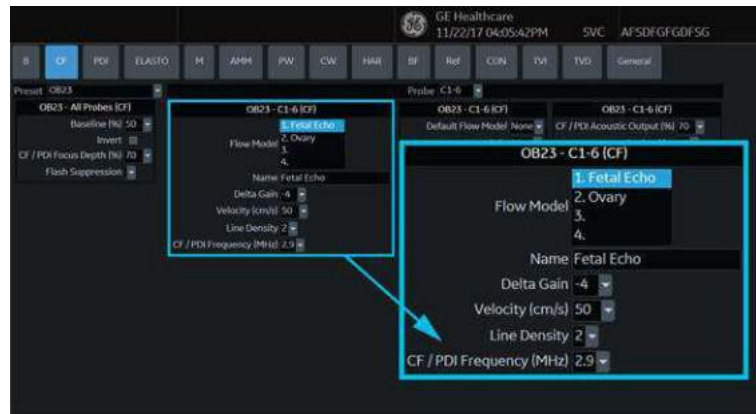 GE Healthcare
11/22/17 04:05:42PM SVC AFSDFGFGDFSG
B CF PDI ELASTO M AMM PW CW HAR BF Ref CON TVI TVD General
Preset OB23 Probe C1-6
OB23 - All Probes (CF)
Baseline (%) 50
Invert
CF / PDI Focus Depth (%) 70
Flash Suppression
OB23 - C1-6 (CF)
Flow Model
1. Fetal Echo
2. Ovary
3.
4.
Name Fetal Echo
Delta Gain -4
Velocity (cm/s) 50
Line Density 2
CF / PDI Frequency (MHz) 2.9
OB23 - C1-6 (CF)
Default Flow Model None
OB23 - C1-6 (CF)
CF / PDI Acoustic Output (%) 70
OB23 - C1-6 (CF)
Flow Model
1. Fetal Echo
2. Ovary
3.
4.
Name Fetal Echo
Delta Gain -4
Velocity (cm/s) 50
Line Density 2
CF / PDI Frequency (MHz) 2.9